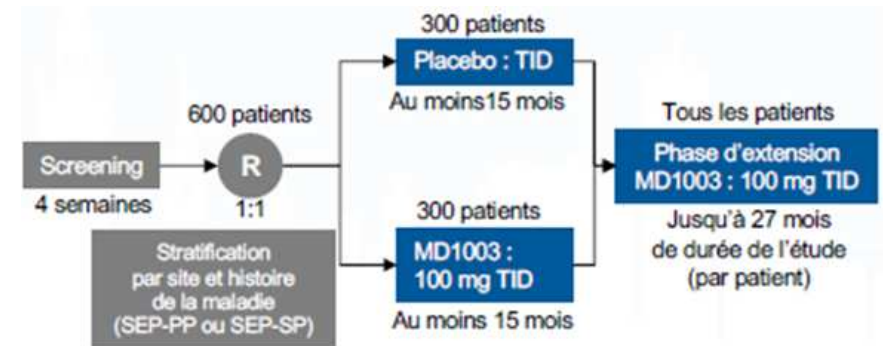 Screening
4 semaines
600 patients
R
1:1
Stratification
par site et histoire
de la maladie
(SEP-PP ou SEP-SP)
300 patients
Placebo : TID
Au moins15 mois
300 patients
MD1003 :
100 mg TID
Au moins 15 mois
Tous les patients
Phase d'extension
MD1003 : 100 mg TID
Jusqu'à 27 mois
de durée de l'étude
(par patient)